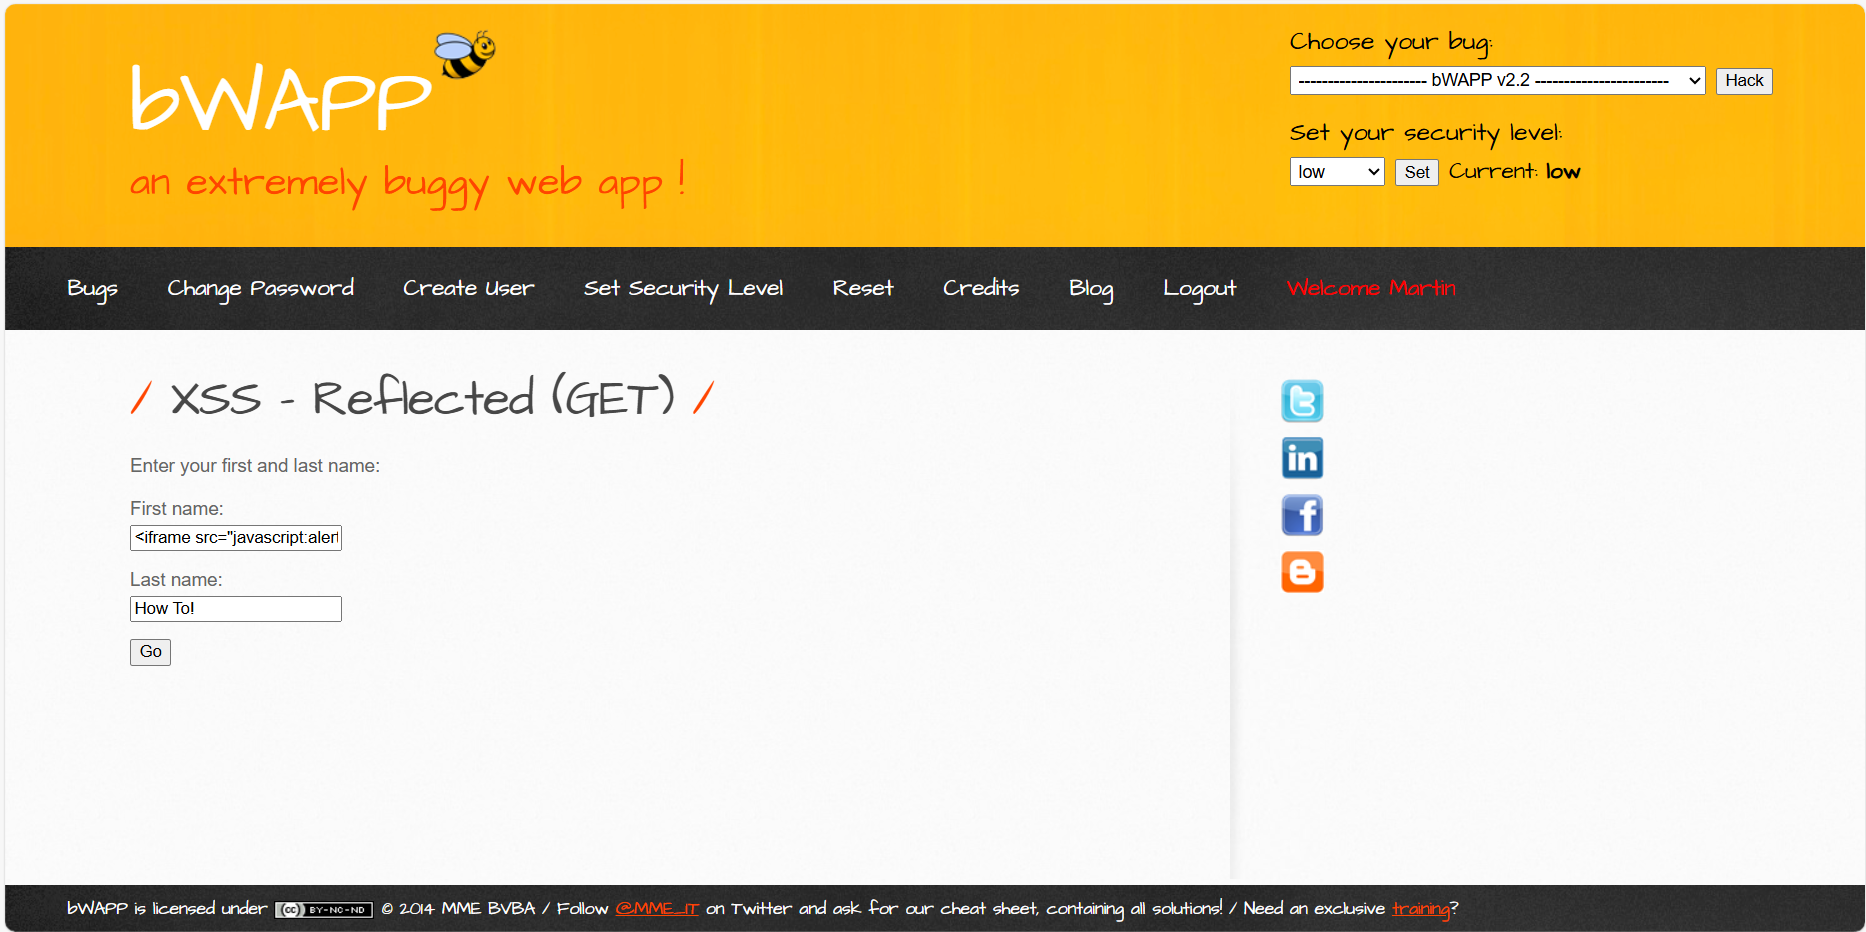 bWAPP
an extremely buggy web app !
Choose your bug:
---------------------- bWAPP v2.2 -----------------------
Hack
Set your security level:
low
Set
Current: low
Bugs
Change Password
Create User
Set Security Level
Reset
Credits
Blog
Logout
Welcome Martin
/ XSS - Reflected (GET) /
Enter your first and last name:
First name:
<iframe src="javascript:alert
Last name:
How To!
Go
bWAPP is licensed under (cc) BY-NC-ND © 2014 MME BVBA / Follow @MME_IT on Twitter and ask for our cheat sheet, containing all solutions! / Need an exclusive training?